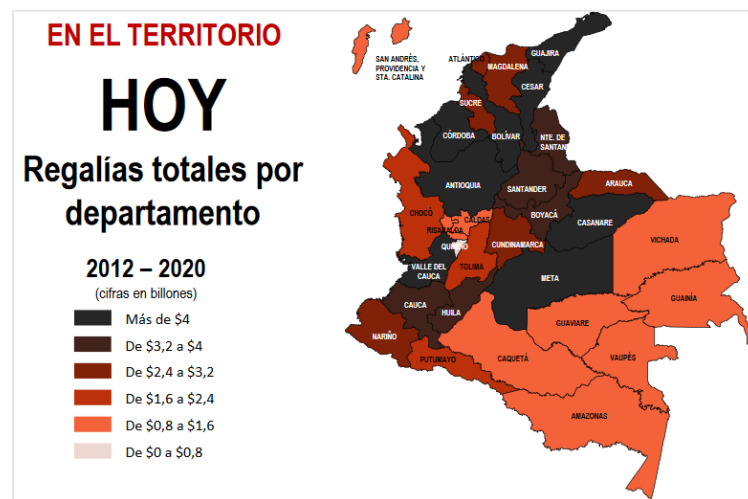 EN EL TERRITORIO
HOY
Regalías totales por
departamento
2012 – 2020
(cifras en billones)
Más de $4
De $3,2 a $4
De $2,4 a $3,2
De $1,6 a $2,4
De $0,8 a $1,6
De $0 a $0,8
SAN ANDRÉS,
PROVIDENCIA Y
STA. CATALINA
ATLÁNTICO
GUAJIRA
MAGDALENA
CESAR
SUCRE
CÓRDOBA
BOLÍVAR
NTE. DE
SANTAN
ANTIOQUIA
SANTANDER
ARAUCA
CHOCÓ
BOYACÁ
CASANARE
CALDAS
RISARALDA
CUNDINAMARCA
VICHADA
QUINDÍO
VALLE DEL
CAUCA
TOLIMA
META
GUAINÍA
CAUCA
HUILA
GUAVIARE
NARIÑO
PUTUMAYO
CAQUETÁ
VAUPÉS
AMAZONAS